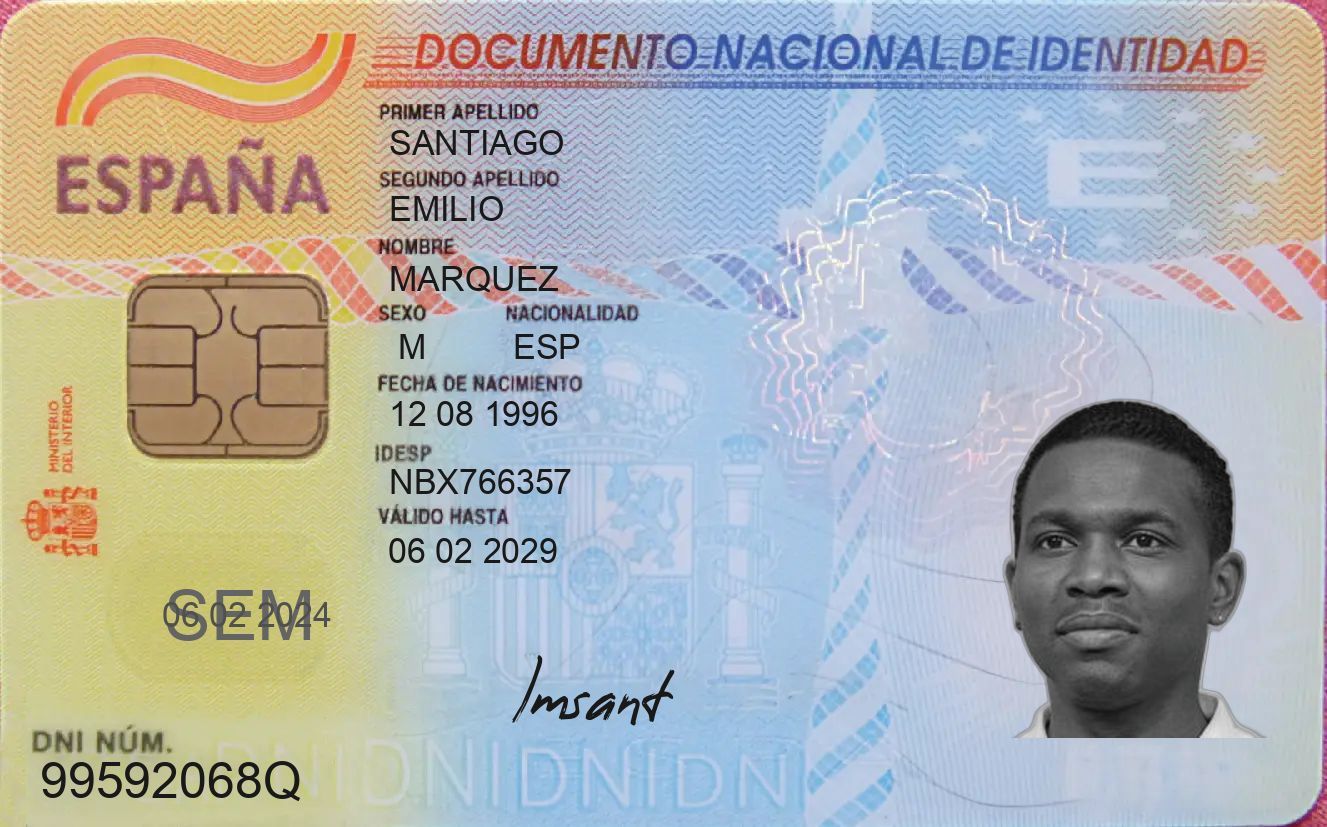 DOCUMENTO NACIONAL DE IDENTIDAD
ESPAÑA
E
PRIMER APELLIDO
SANTIAGO
SEGUNDO APELLIDO
EMILIO
NOMBRE
MARQUEZ
SEXO NACIONALIDAD
M ESP
FECHA DE NACIMIENTO
12 08 1996
IDESP
NBX766357
VÁLIDO HASTA
06 02 2029
MINISTERIO
DEL INTERIOR
SEM
06 02 2024
Imsant
DNI NÚM.
99592068Q
DNIDNIDNIDNI